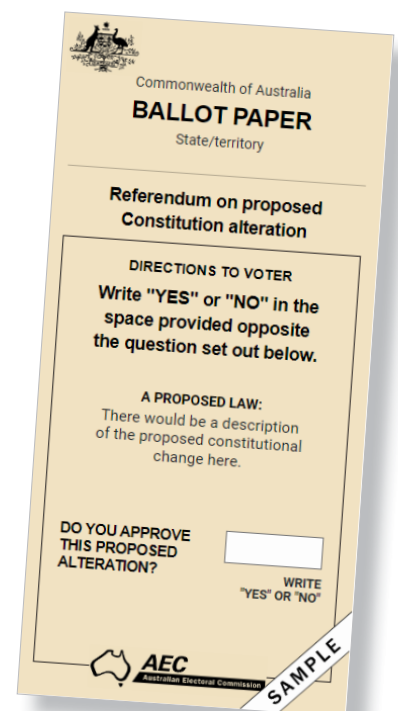 Commonwealth of Australia
BALLOT PAPER
State/territory
Referendum on proposed
Constitution alteration
DIRECTIONS TO VOTER
Write "YES" or "NO" in the
space provided opposite
the question set out below.
A PROPOSED LAW:
There would be a description
of the proposed constitutional
change here.
DO YOU APPROVE
THIS PROPOSED
ALTERATION?
WRITE
"YES" OR "NO"
AEC
Australian Electoral Commission
SAMPLE